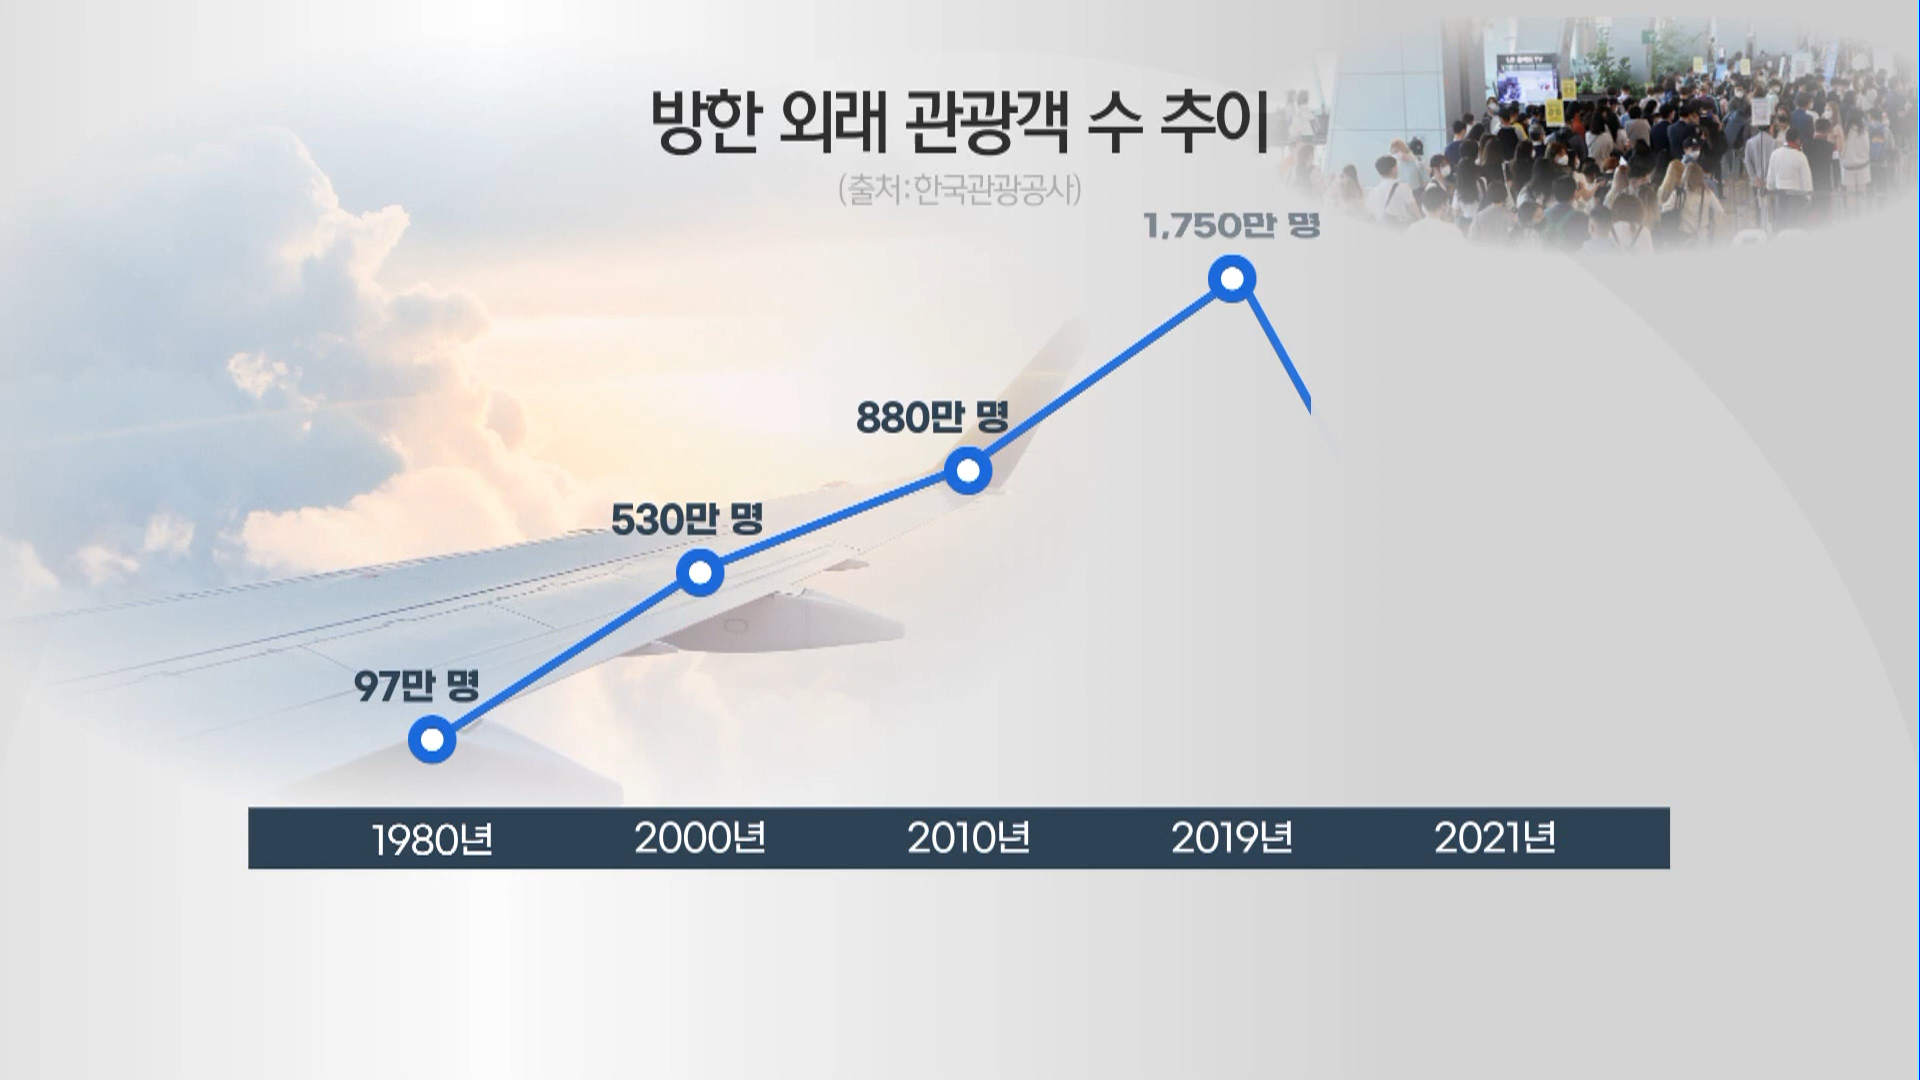 방한 외래 관광객 수 추이
(출처:한국관광공사)
1,750만 명
880만 명
530만 명
97만 명
1980년 2000년 2010년 2019년 2021년